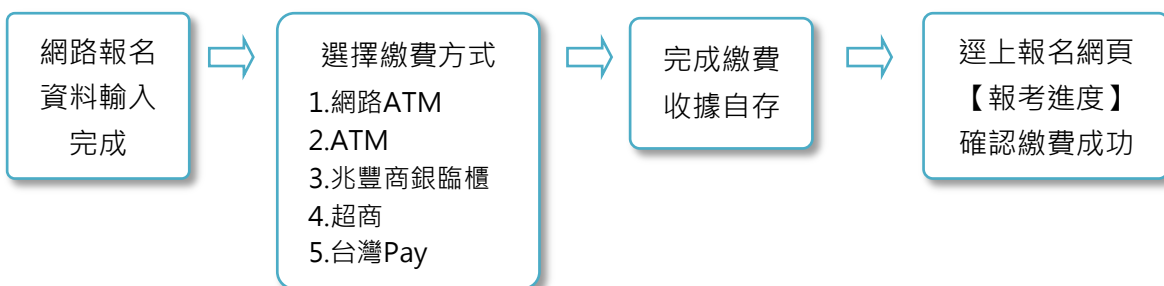 網路報名
資料輸入
完成
選擇繳費方式
1.網路ATM
2.ATM
3.兆豐商銀臨櫃
4.超商
5.台灣Pay
完成繳費
收據自存
逕上報名網頁
【報考進度】
確認繳費成功